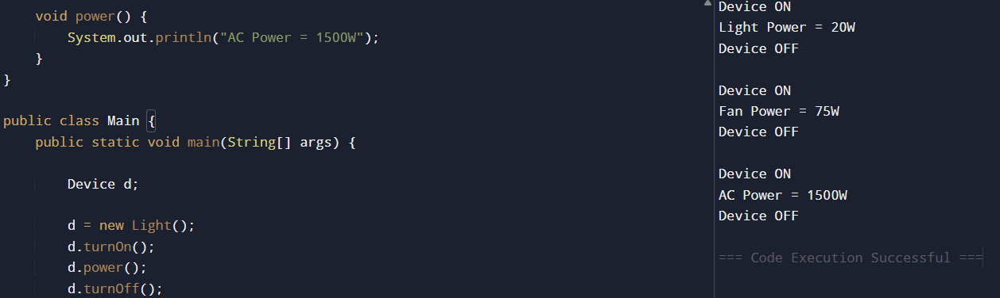 void power() {
System.out.println("AC Power = 1500W");
}
}
public class Main {
public static void main(String[] args) {
Device d;
d = new Light();
d.turnOn();
d.power();
d.turnOff();
Device ON
Light Power = 20W
Device OFF
Device ON
Fan Power = 75W
Device OFF
Device ON
AC Power = 1500W
Device OFF
=== Code Execution Successful ===